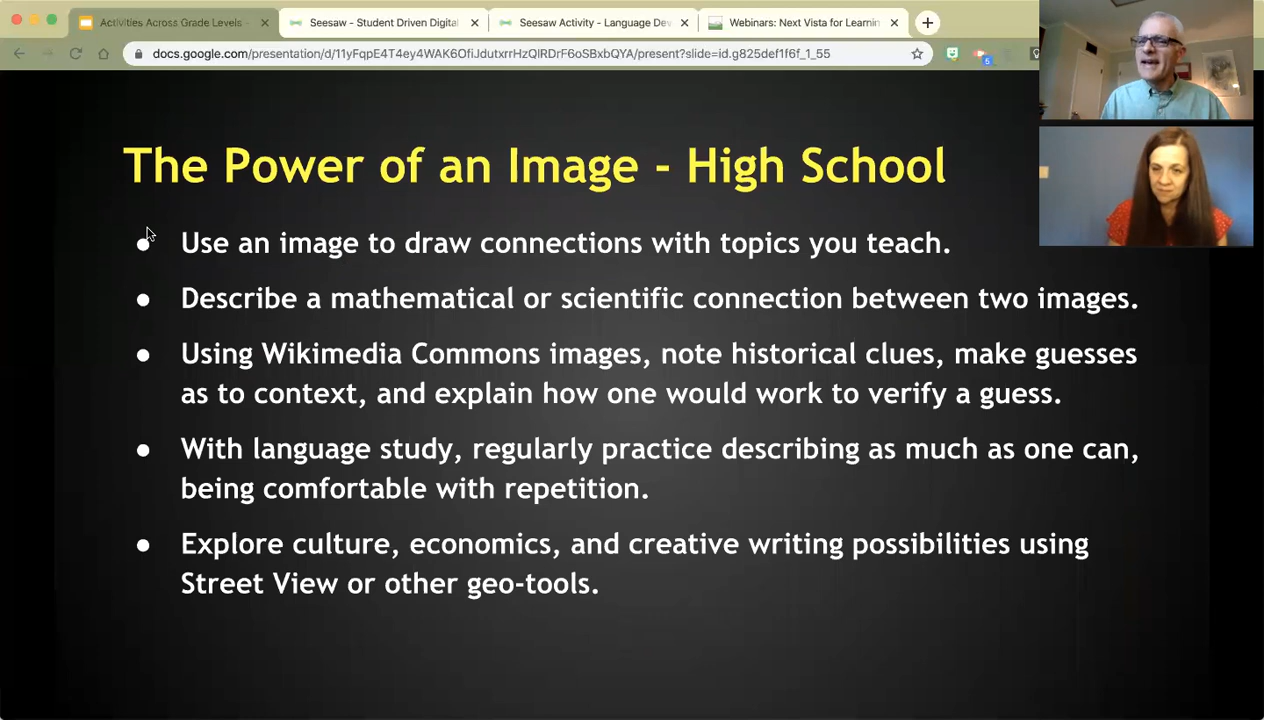 Activities Across Grade Levels -
Seesaw - Student Driven Digital
Seesaw Activity - Language Dev
Webinars: Next Vista for Learnin
docs.google.com/presentation/d/11yFqpE4T4ey4WAK6OfiJdutxrrHzQlRDrF6oSBxbQYA/present?slide=id.g825def1f6f_1_55
5
The Power of an Image - High School
● Use an image to draw connections with topics you teach.
● Describe a mathematical or scientific connection between two images.
● Using Wikimedia Commons images, note historical clues, make guesses
as to context, and explain how one would work to verify a guess.
● With language study, regularly practice describing as much as one can,
being comfortable with repetition.
● Explore culture, economics, and creative writing possibilities using
Street View or other geo-tools.